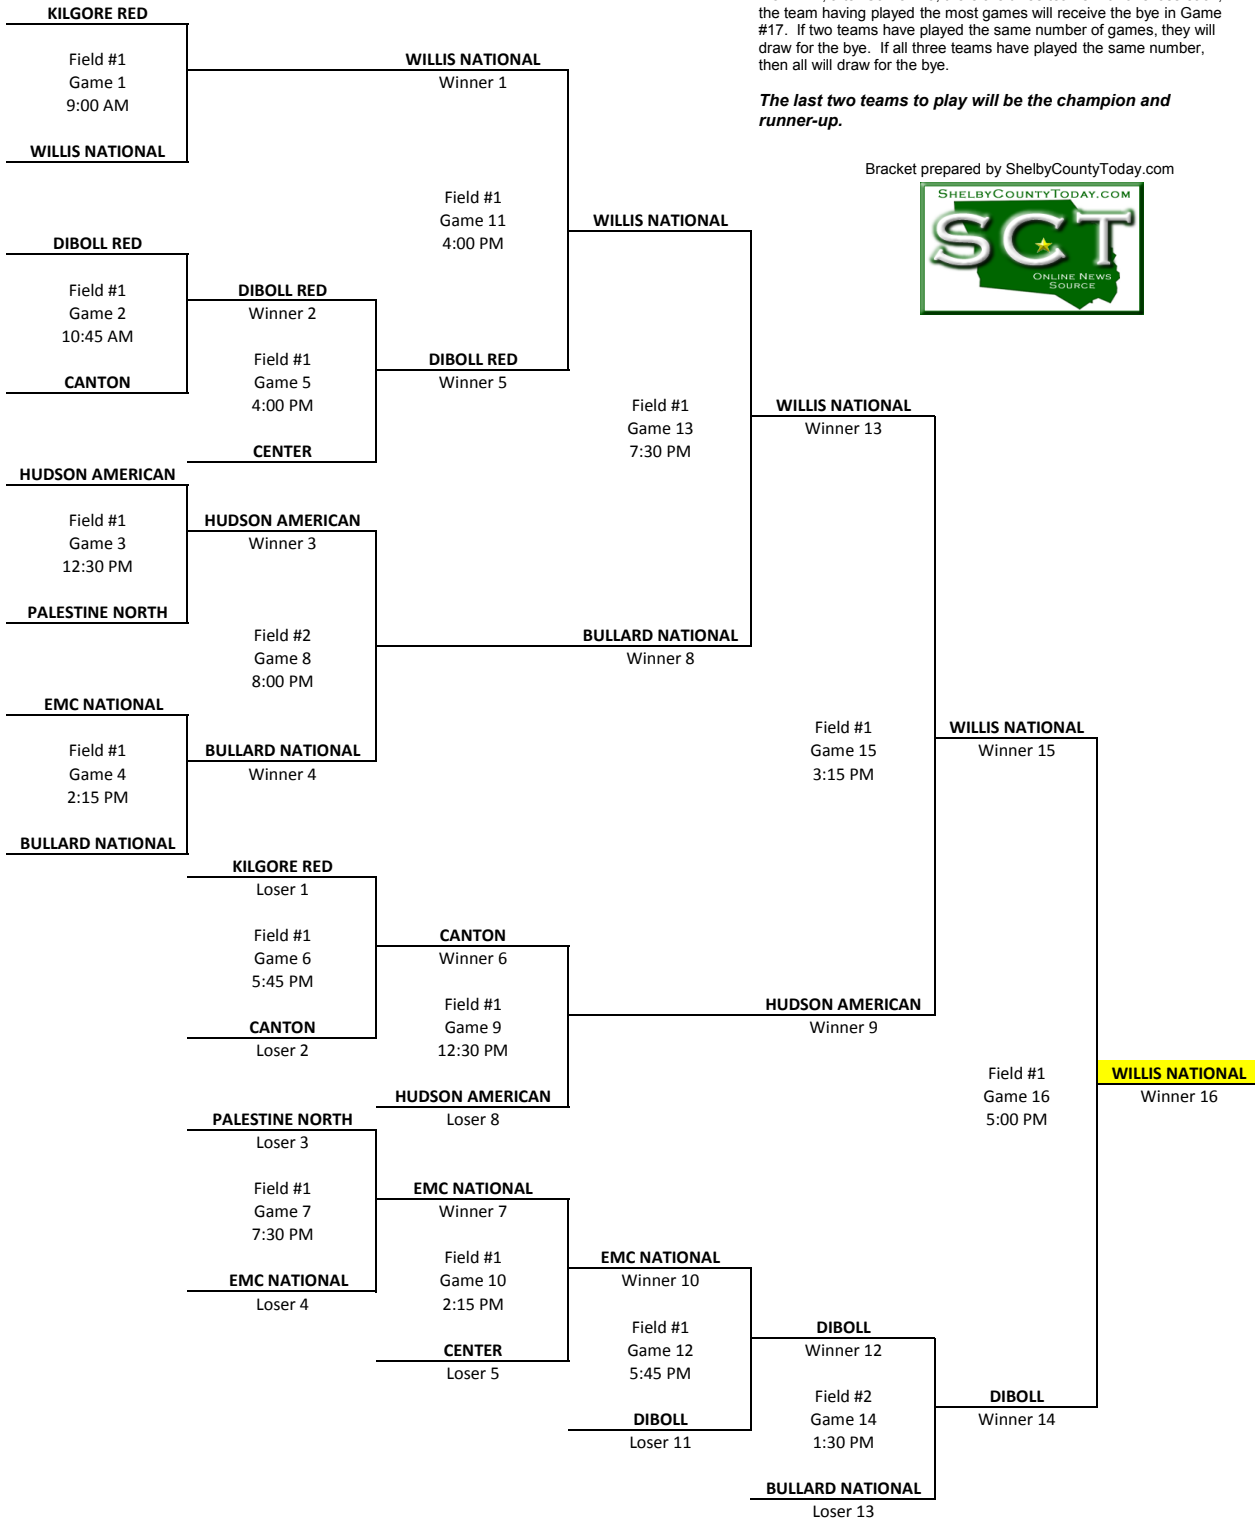 the team having played the most games will receive the bye in Game
#17. If two teams have played the same number of games, they will
draw for the bye. If all three teams have played the same number,
then all will draw for the bye.
The last two teams to play will be the champion and
runner-up.
Bracket prepared by ShelbyCountyToday.com
SHELBYCOUNTYTODAY.COM
SCT
ONLINE NEWS
SOURCE
KILGORE RED
Field #1
Game 1
9:00 AM
WILLIS NATIONAL
WILLIS NATIONAL
Winner 1
Field #1
Game 11
4:00 PM
WILLIS NATIONAL
DIBOLL RED
Field #1
Game 2
10:45 AM
CANTON
DIBOLL RED
Winner 2
Field #1
Game 5
4:00 PM
CENTER
DIBOLL RED
Winner 5
Field #1
Game 13
7:30 PM
WILLIS NATIONAL
Winner 13
HUDSON AMERICAN
Field #1
Game 3
12:30 PM
PALESTINE NORTH
HUDSON AMERICAN
Winner 3
Field #2
Game 8
8:00 PM
BULLARD NATIONAL
Winner 8
EMC NATIONAL
Field #1
Game 4
2:15 PM
BULLARD NATIONAL
BULLARD NATIONAL
Winner 4
Field #1
Game 15
3:15 PM
WILLIS NATIONAL
Winner 15
KILGORE RED
Loser 1
Field #1
Game 6
5:45 PM
CANTON
Loser 2
CANTON
Winner 6
Field #1
Game 9
12:30 PM
HUDSON AMERICAN
Loser 8
HUDSON AMERICAN
Winner 9
Field #1
Game 16
5:00 PM
WILLIS NATIONAL
Winner 16
PALESTINE NORTH
Loser 3
Field #1
Game 7
7:30 PM
EMC NATIONAL
Loser 4
EMC NATIONAL
Winner 7
Field #1
Game 10
2:15 PM
CENTER
Loser 5
EMC NATIONAL
Winner 10
Field #1
Game 12
5:45 PM
DIBOLL
Loser 11
DIBOLL
Winner 12
Field #2
Game 14
1:30 PM
BULLARD NATIONAL
Loser 13
DIBOLL
Winner 14